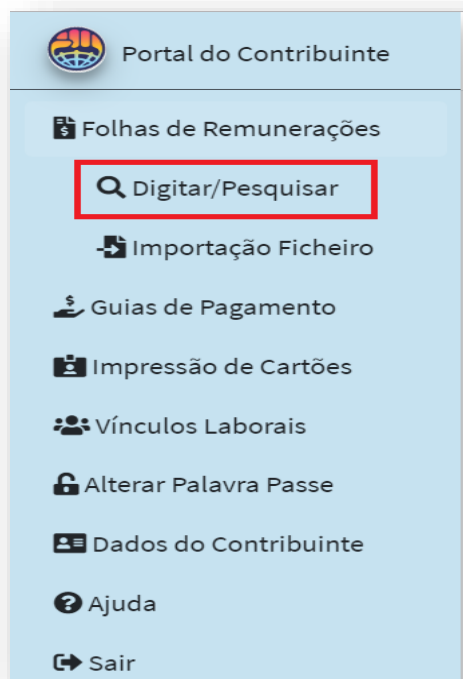 Portal do Contribuinte
Folhas de Remunerações
Digitar/Pesquisar
Importação Ficheiro
Guias de Pagamento
Impressão de Cartões
Vínculos Laborais
Alterar Palavra Passe
Dados do Contribuinte
Ajuda
Sair